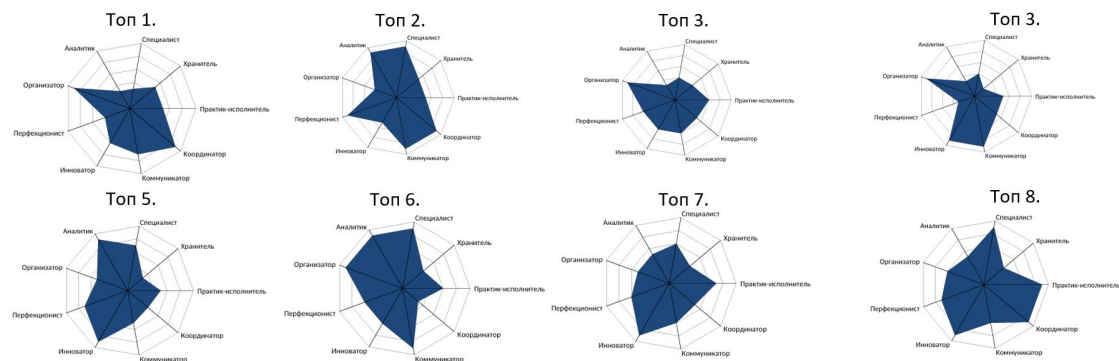 Топ 1.
Специалист
Аналитик
Хранитель
Организатор
Практик-исполнитель
Перфекционист
Координатор
Инноватор
Коммуникатор
Топ 2.
Специалист
Аналитик
Хранитель
Организатор
Практик-исполнитель
Перфекционист
Координатор
Инноватор
Коммуникатор
Топ 3.
Специалист
Аналитик
Хранитель
Организатор
Практик-исполнитель
Перфекционист
Координатор
Инноватор
Коммуникатор
Топ 3.
Специалист
Аналитик
Хранитель
Организатор
Практик-исполнитель
Перфекционист
Координатор
Инноватор
Коммуникатор
Топ 5.
Специалист
Аналитик
Хранитель
Организатор
Практик-исполнитель
Перфекционист
Координатор
Инноватор
Коммуникатор
Топ 6.
Специалист
Аналитик
Хранитель
Организатор
Практик-исполнитель
Перфекционист
Координатор
Инноватор
Коммуникатор
Топ 7.
Специалист
Аналитик
Хранитель
Организатор
Практик-исполнитель
Перфекционист
Координатор
Инноватор
Коммуникатор
Топ 8.
Специалист
Аналитик
Хранитель
Организатор
Практик-исполнитель
Перфекционист
Координатор
Инноватор
Коммуникатор